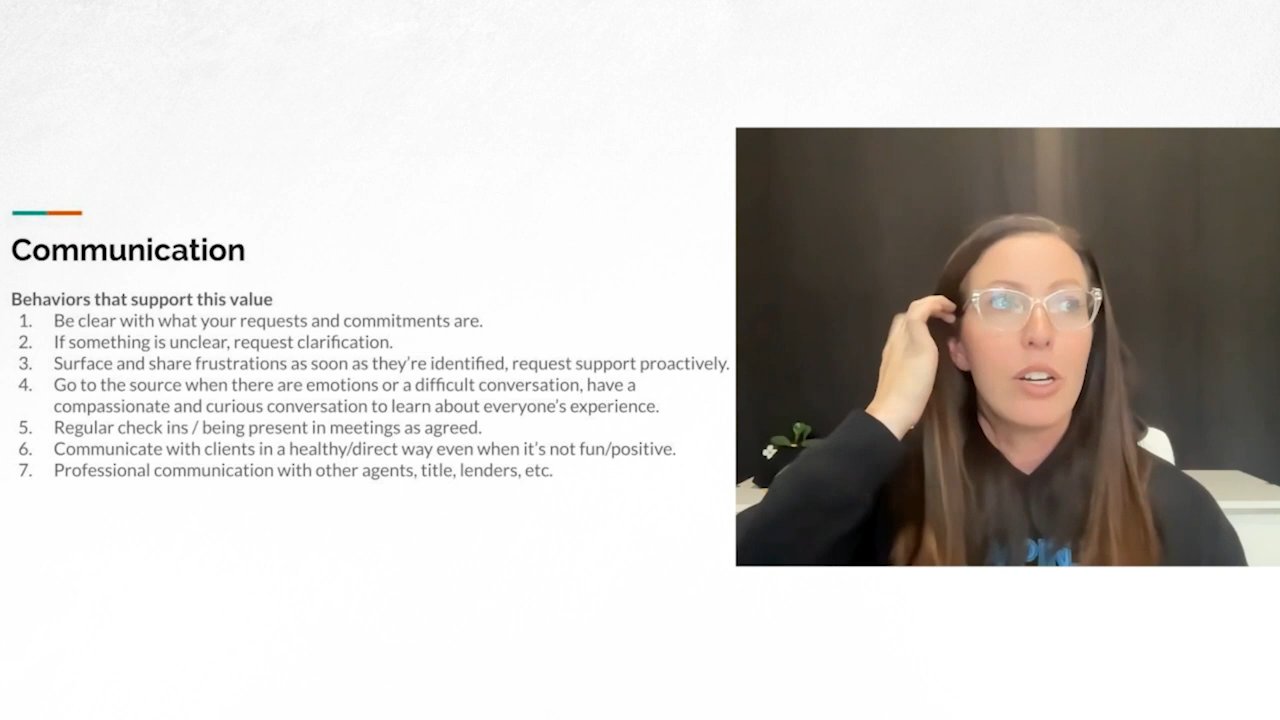 Communication
Behaviors that support this value
1. Be clear with what your requests and commitments are.
2. If something is unclear, request clarification.
3. Surface and share frustrations as soon as they’re identified, request support proactively.
4. Go to the source when there are emotions or a difficult conversation, have a
compassionate and curious conversation to learn about everyone’s experience.
5. Regular check ins / being present in meetings as agreed.
6. Communicate with clients in a healthy/direct way even when it’s not fun/positive.
7. Professional communication with other agents, title, lenders, etc.